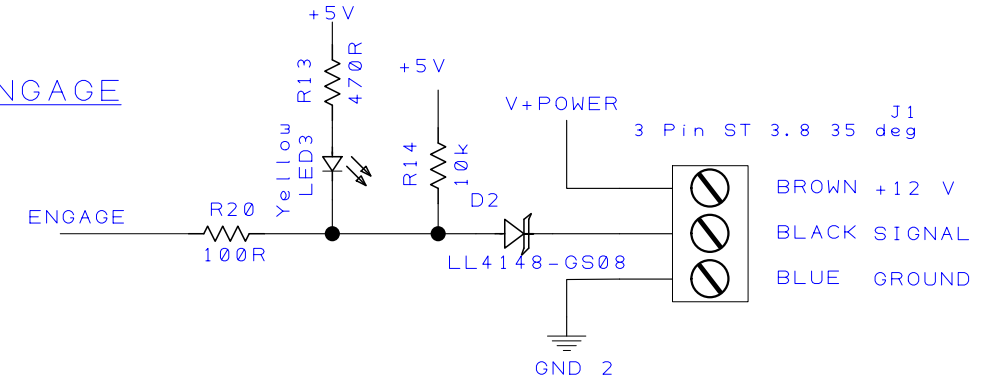 +5V
R13
470R
NGAGE
+5V
V+POWER
J1
3 Pin ST 3.8 35 deg
Yellow
LED3
R14
10k
BROWN +12 V
D2
R20
ENGAGE
100R
BLACK SIGNAL
LL4148-GS08
BLUE GROUND
GND 2